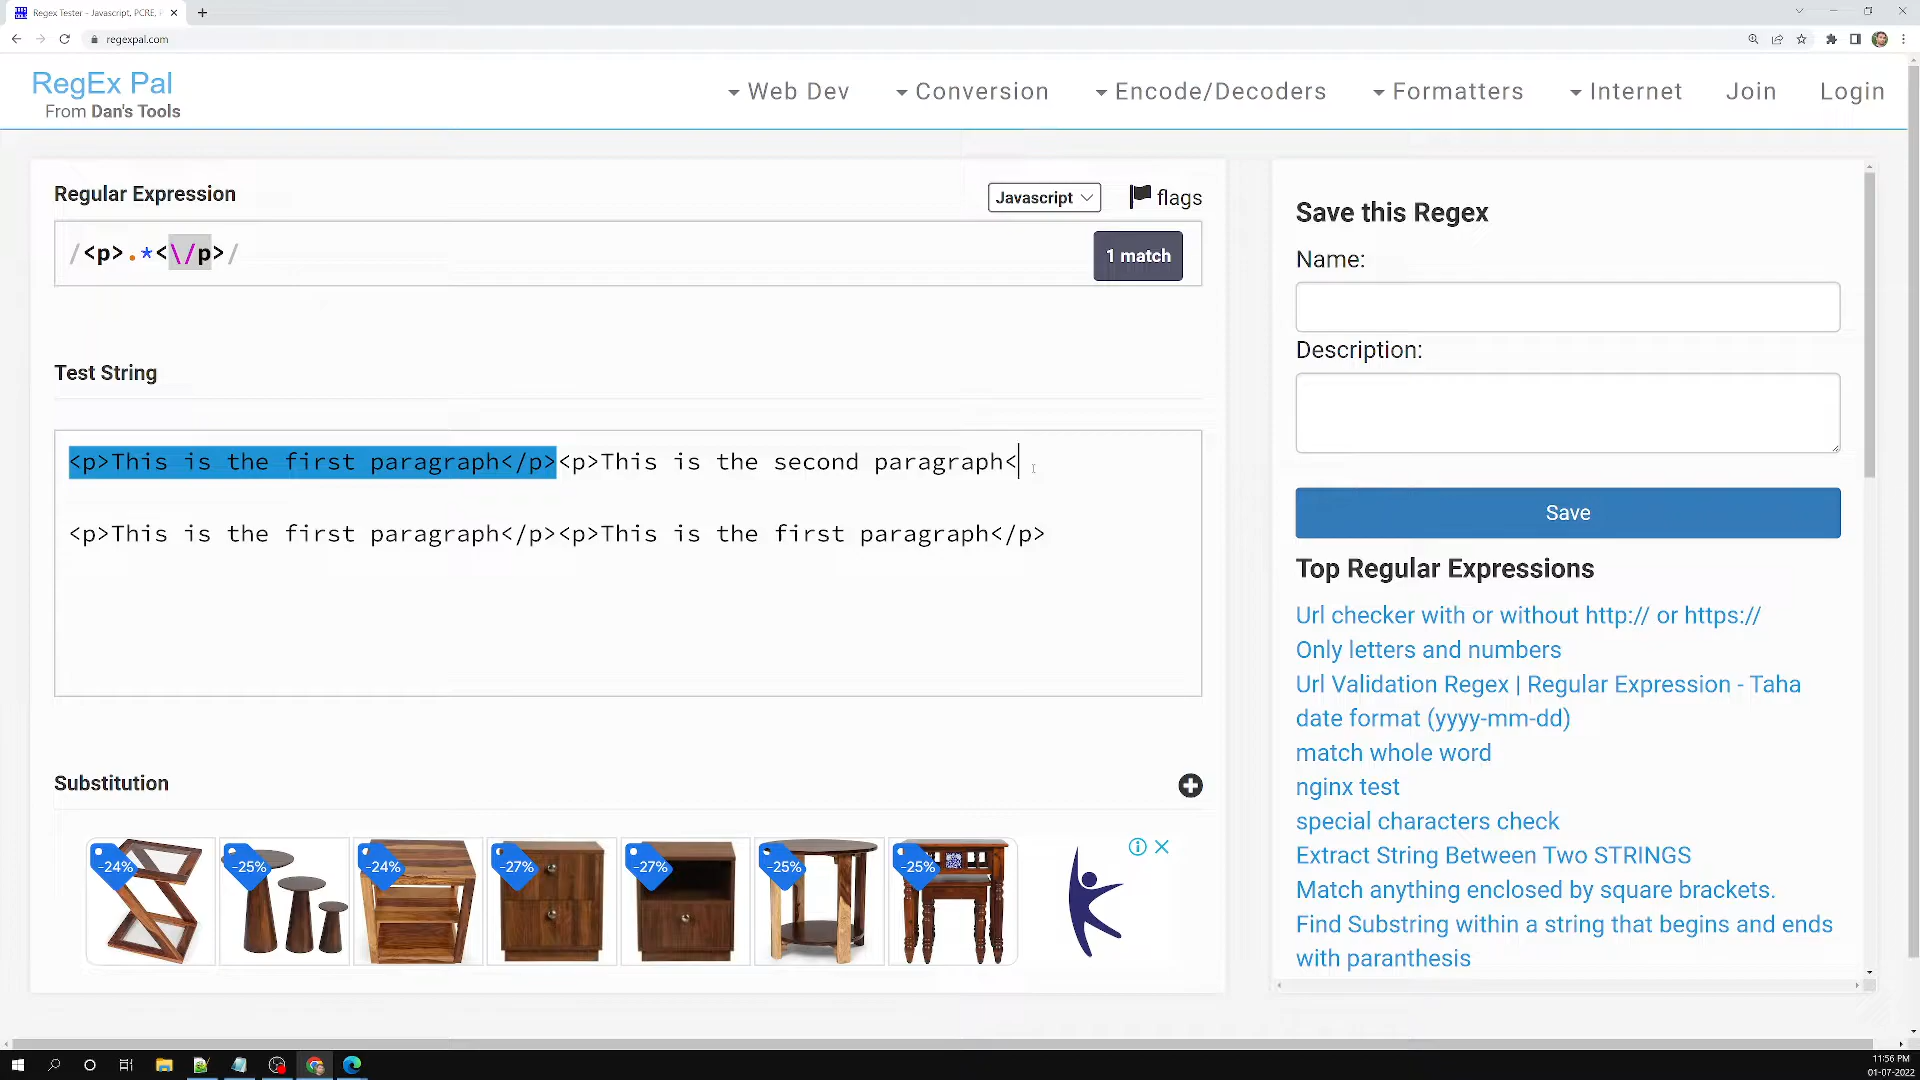 Regex Tester - Javascript, PCRE,
regexpal.com
RegEx Pal
From Dan's Tools
Web Dev
Conversion
Encode/Decoders
Formatters
Internet
Join
Login
Regular Expression
Javascript
flags
/<p>.*<\/p>/
1 match
Test String
<p>This is the first paragraph</p><p>This is the second paragraph<
<p>This is the first paragraph</p><p>This is the first paragraph</p>
Substitution
-24%
-25%
-24%
-27%
-27%
-25%
-25%
Save this Regex
Name:
Description:
Save
Top Regular Expressions
Url checker with or without http:// or https://
Only letters and numbers
Url Validation Regex | Regular Expression - Taha
date format (yyyy-mm-dd)
match whole word
nginx test
special characters check
Extract String Between Two STRINGS
Match anything enclosed by square brackets.
Find Substring within a string that begins and ends
with paranthesis
11:56 PM
01-07-2022